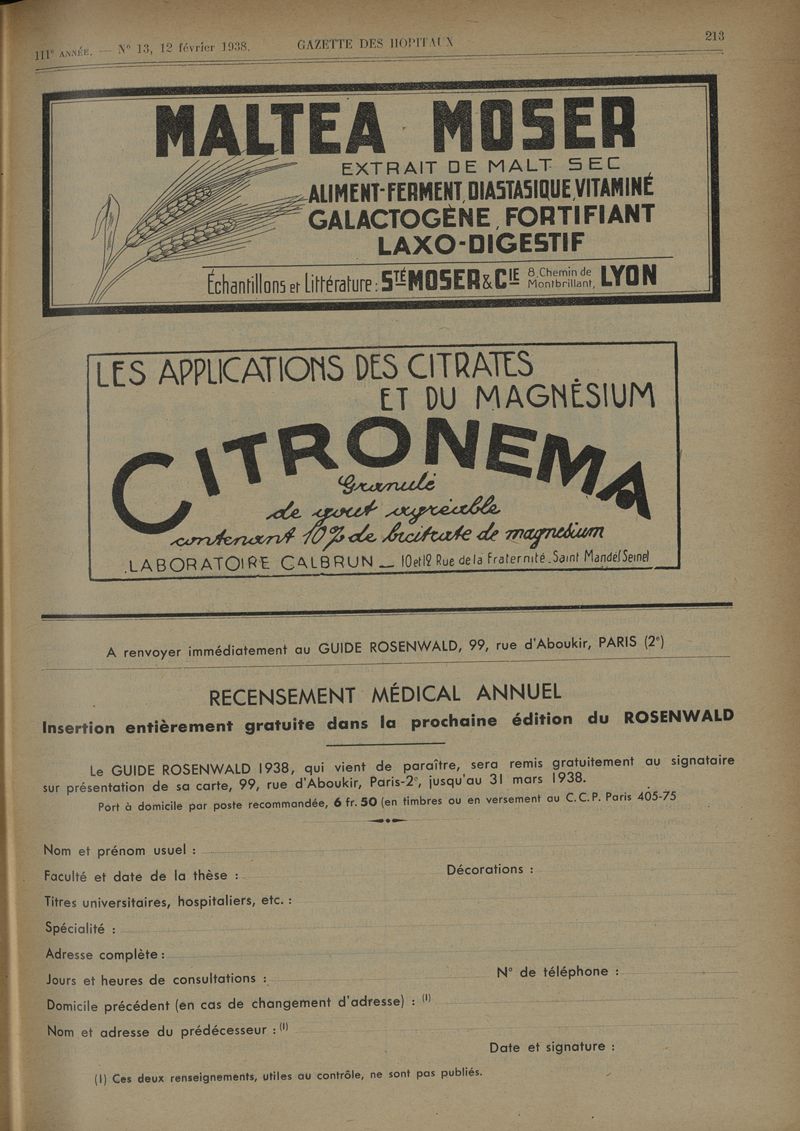 111e ANNÉE. — N° 13, 12 février 1938.
GAZETTE DES HOPITAUX
213
MALTEA MOSER
EXTRAIT DE MALT SEC
ALIMENT-FERMENT, DIASTASIQUE, VITAMINÉ
GALACTOGÈNE, FORTIFIANT
LAXO-DIGESTIF
Échantillons et Littérature : STÉ MOSER & CIE 8, Chemin de Montbrillant, LYON
LES APPLICATIONS DES CITRATES
ET DU MAGNÉSIUM
CITRONEMA
Granulé
de gout agréable
contenant 10% de bicitrate de magnesium
LABORATOIRE CALBRUN — 10 et 12 Rue de la Fraternité - Saint Mandé (Seine)
A renvoyer immédiatement au GUIDE ROSENWALD, 99, rue d'Aboukir, PARIS (2e)
RECENSEMENT MÉDICAL ANNUEL
Insertion entièrement gratuite dans la prochaine édition du ROSENWALD
Le GUIDE ROSENWALD 1938, qui vient de paraître, sera remis gratuitement au signataire
sur présentation de sa carte, 99, rue d'Aboukir, Paris-2e, jusqu'au 31 mars 1938.
Port à domicile par poste recommandée, 6 fr. 50 (en timbres ou en versement au C.C.P. Paris 405-75
Nom et prénom usuel :
Faculté et date de la thèse :
Décorations :
Titres universitaires, hospitaliers, etc. :
Spécialité :
Adresse complète :
Jours et heures de consultations :
N° de téléphone :
Domicile précédent (en cas de changement d'adresse) : (1)
Nom et adresse du prédécesseur : (1)
Date et signature :
(1) Ces deux renseignements, utiles au contrôle, ne sont pas publiés.